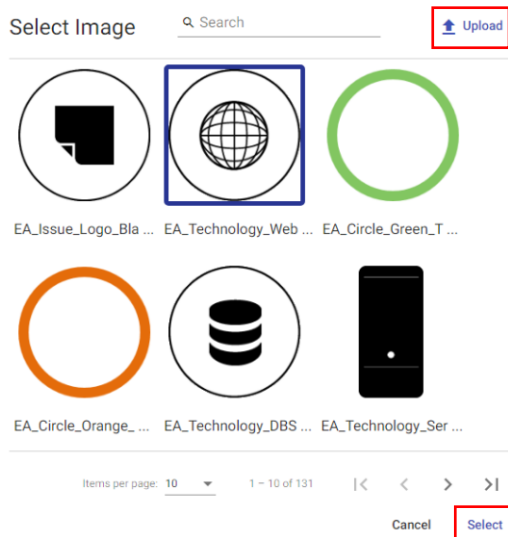 Select Image
Search
Upload
EA_Issue_Logo_Bla ...
EA_Technology_Web ...
EA_Circle_Green_T ...
EA_Circle_Orange_ ...
EA_Technology_DBS ...
EA_Technology_Ser ...
Items per page: 10 1 – 10 of 131
Cancel Select